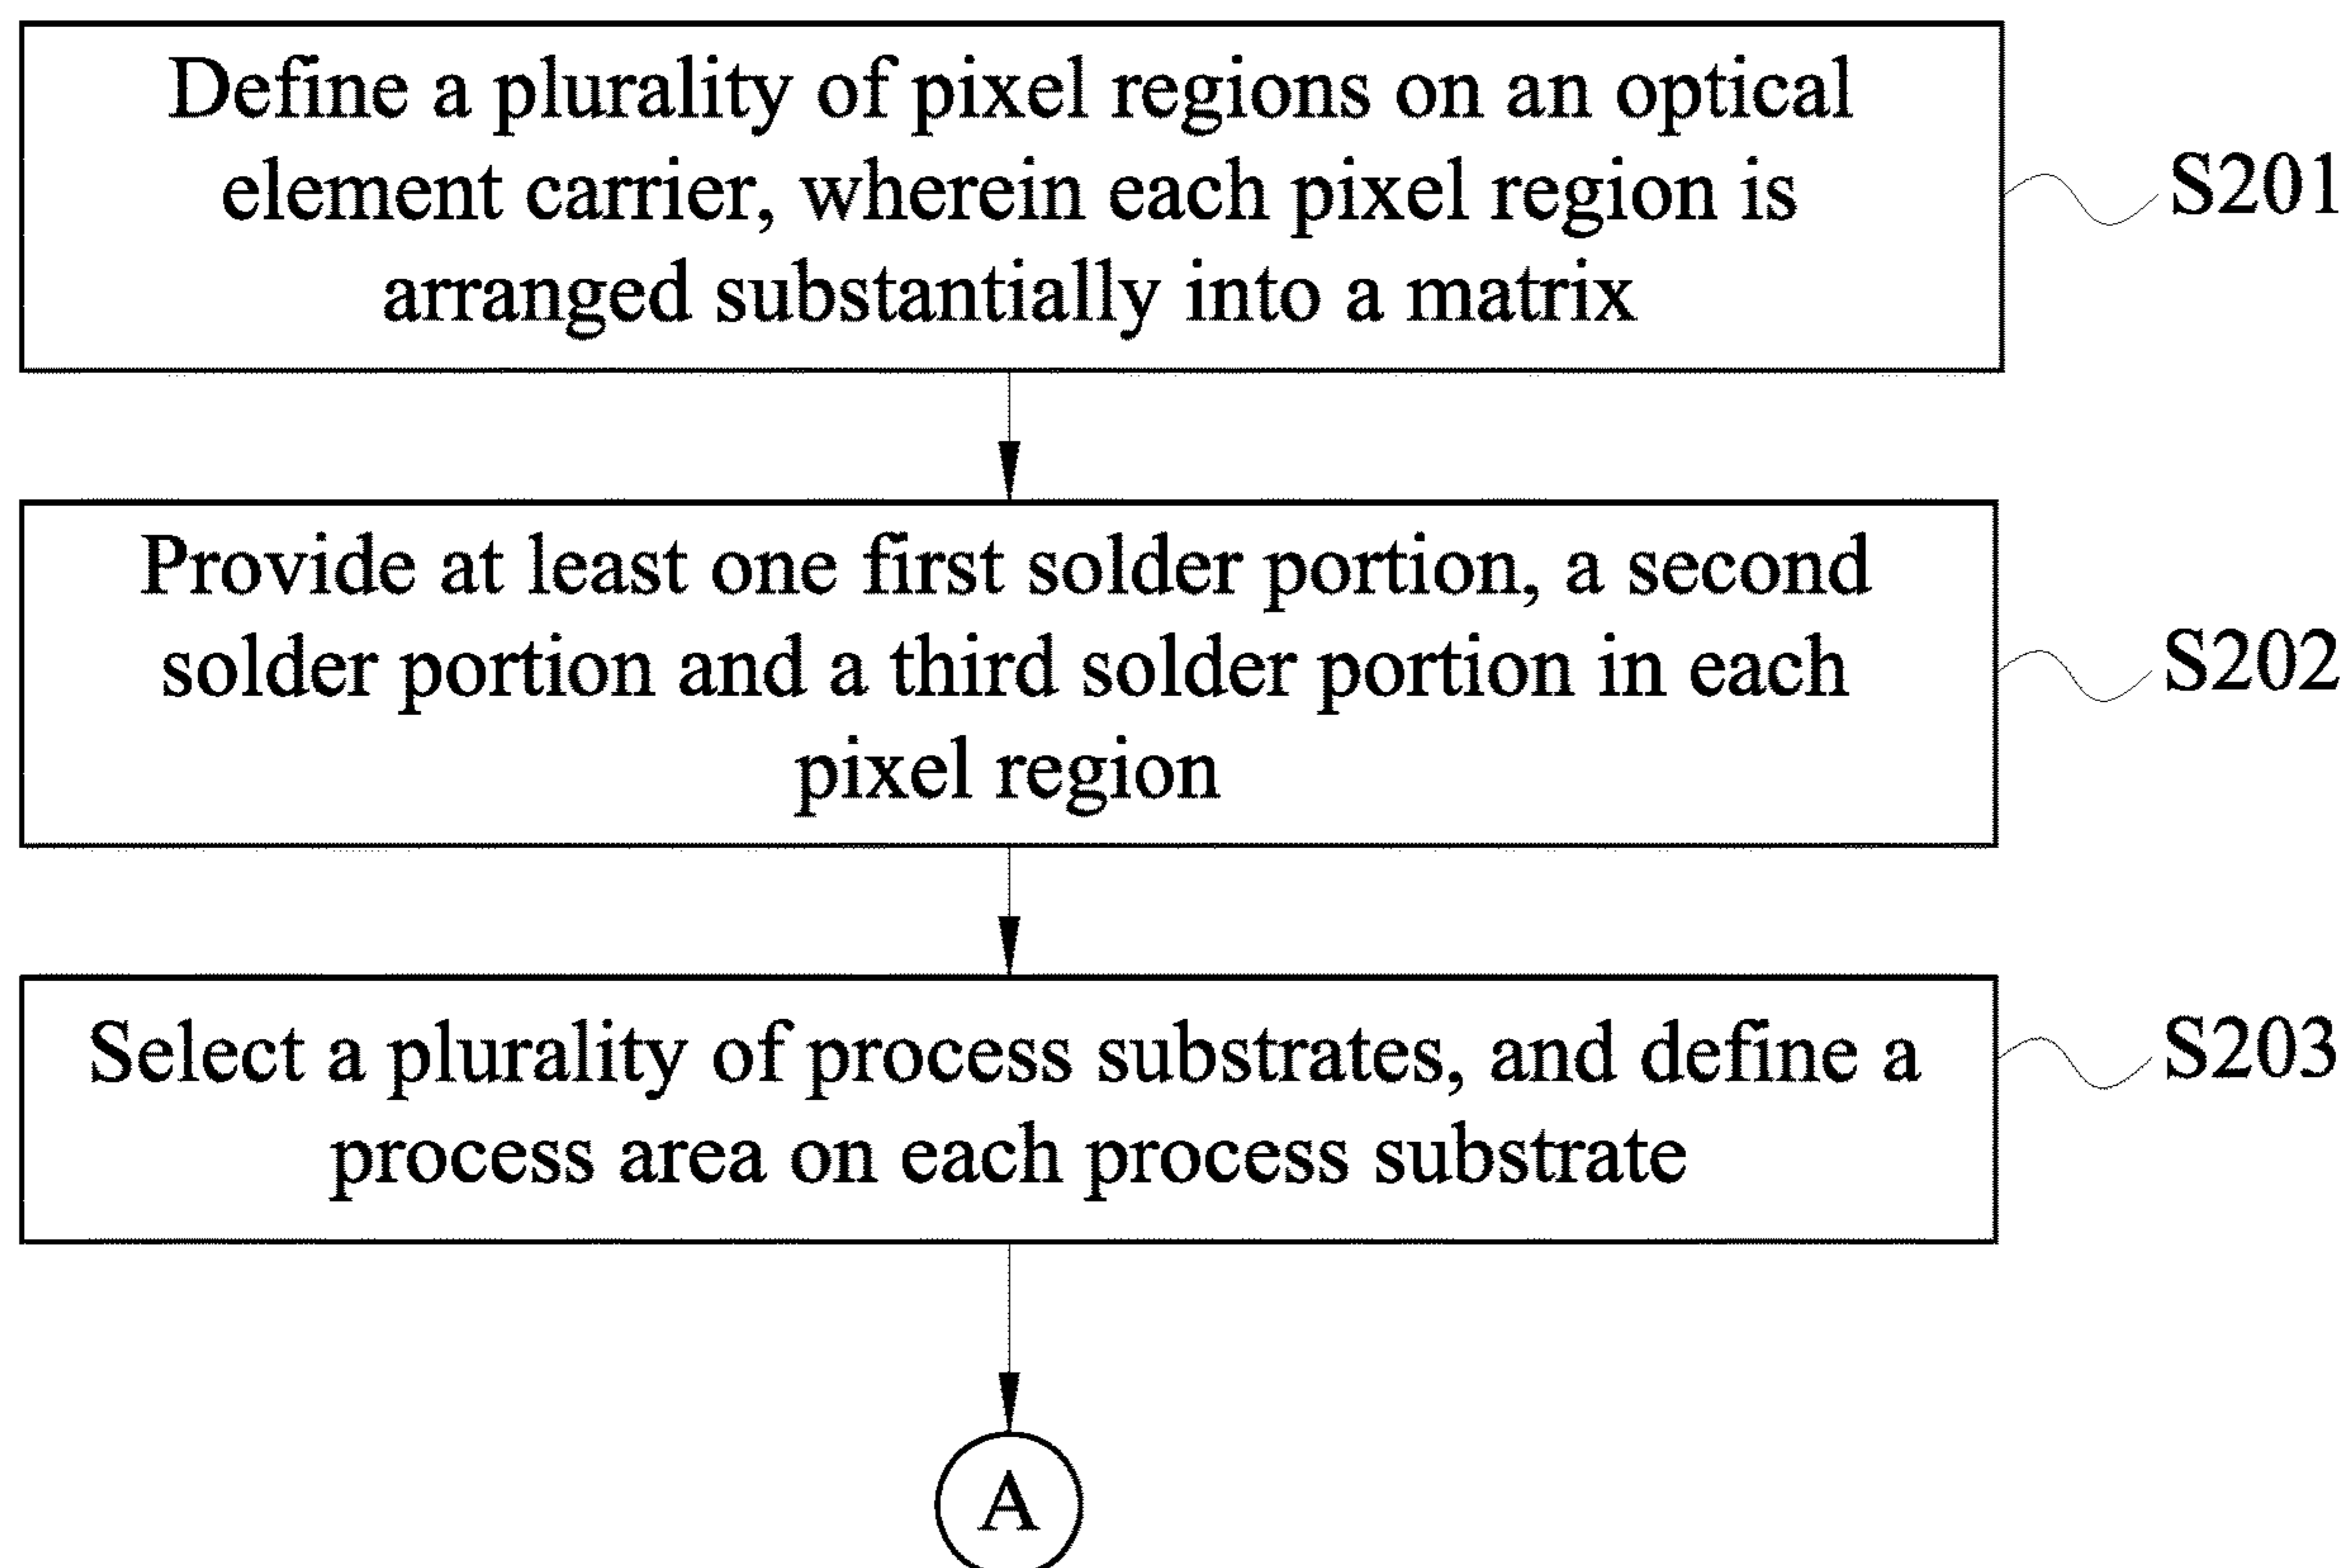 Define a plurality of pixel regions on an optical
element carrier, wherein each pixel region is
arranged substantially into a matrix
S201
Provide at least one first solder portion, a second
solder portion and a third solder portion in each
pixel region
S202
Select a plurality of process substrates, and define a
process area on each process substrate
S203
A